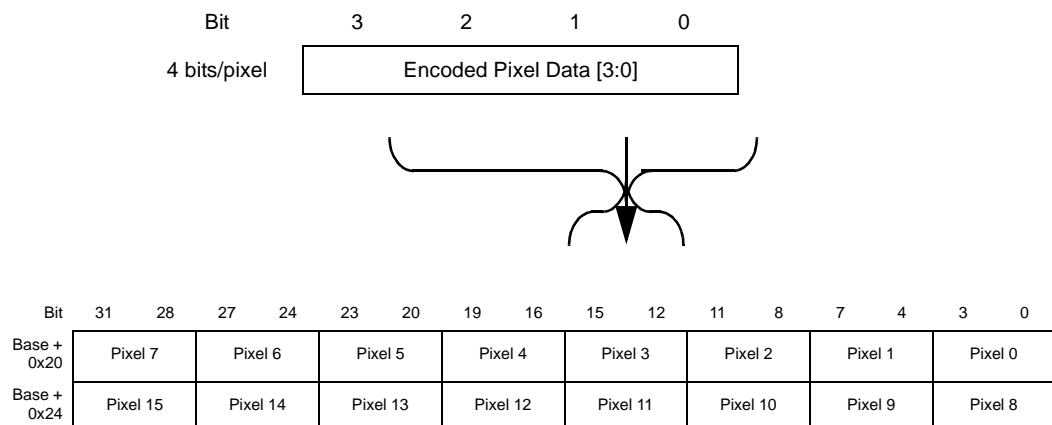 Bit 3 2 1 0
4 bits/pixel Encoded Pixel Data [3:0]
Bit 31 28 27 24 23 20 19 16 15 12 11 8 7 4 3 0
Base + 0x20 Pixel 7 Pixel 6 Pixel 5 Pixel 4 Pixel 3 Pixel 2 Pixel 1 Pixel 0
Base + 0x24 Pixel 15 Pixel 14 Pixel 13 Pixel 12 Pixel 11 Pixel 10 Pixel 9 Pixel 8